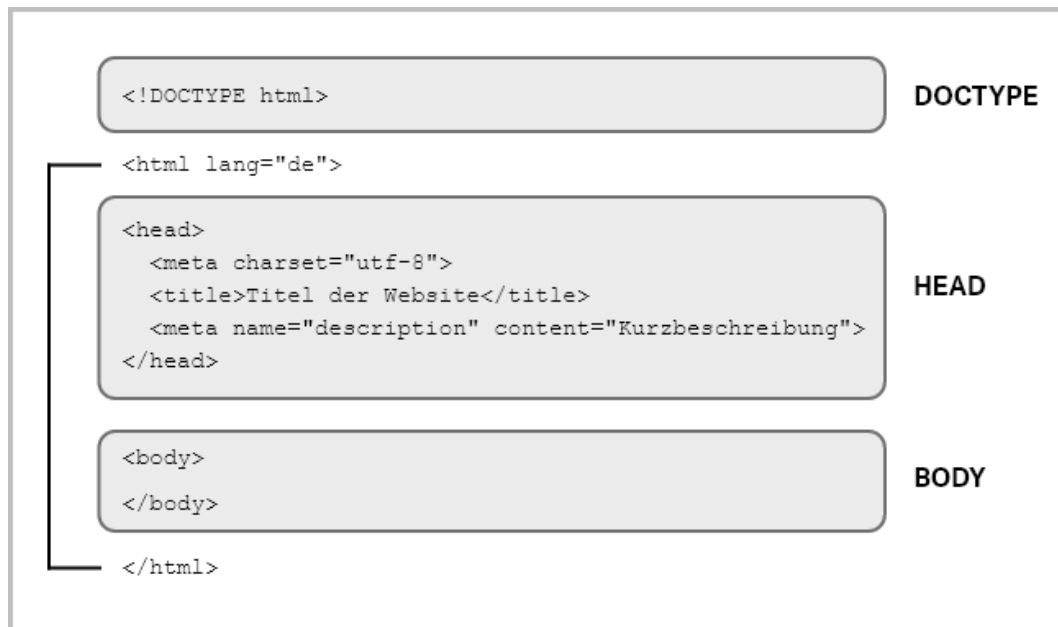 <!DOCTYPE html>
DOCTYPE
<html lang="de">
<head>
<meta charset="utf-8">
<title>Titel der Website</title>
HEAD
<meta name="description" content="Kurzbeschreibung">
</head>
<body>
BODY
</body>
</html>